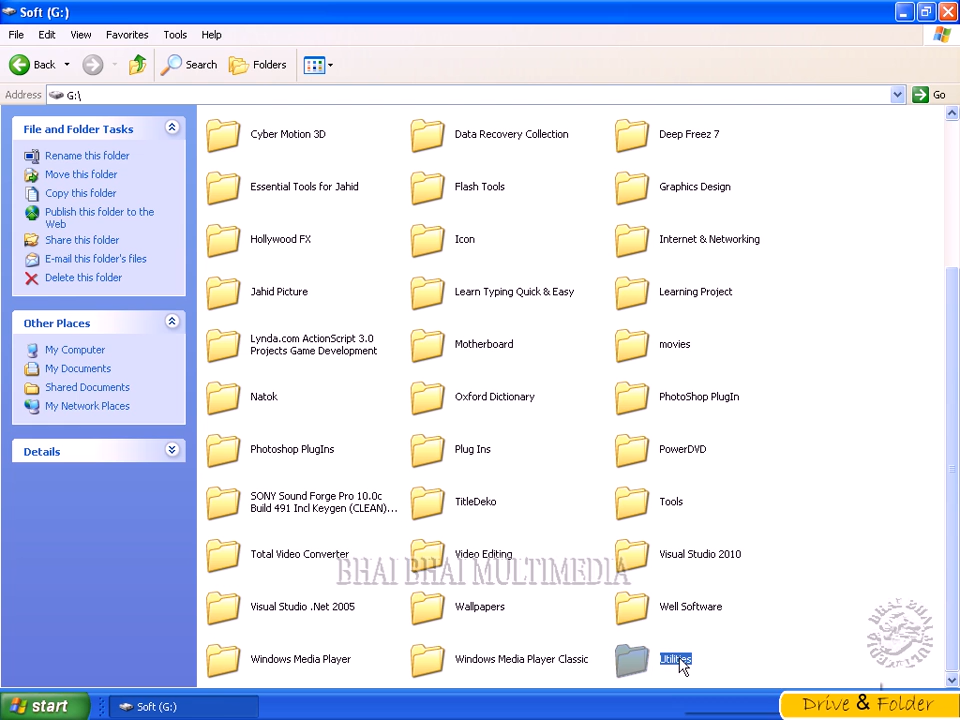 Soft (G:)
File Edit View Favorites Tools Help
Back Search Folders
Address G:\ Go
File and Folder Tasks
Rename this folder
Move this folder
Copy this folder
Publish this folder to the
Web
Share this folder
E-mail this folder's files
Delete this folder
Other Places
My Computer
My Documents
Shared Documents
My Network Places
Details
Cyber Motion 3D
Data Recovery Collection
Deep Freez 7
Essential Tools for Jahid
Flash Tools
Graphics Design
Hollywood FX
Icon
Internet & Networking
Jahid Picture
Learn Typing Quick & Easy
Learning Project
Lynda.com ActionScript 3.0
Projects Game Development
Motherboard
movies
Natok
Oxford Dictionary
PhotoShop PlugIn
Photoshop PlugIns
Plug Ins
PowerDVD
SONY Sound Forge Pro 10.0c
Build 491 Incl Keygen (CLEAN)...
TitleDeko
Tools
Total Video Converter
Video Editing
Visual Studio 2010
BHAI BHAI MULTIMEDIA
Visual Studio .Net 2005
Wallpapers
Well Software
BHAI BHAI
MULTIMEDIA
Windows Media Player
Windows Media Player Classic
Utilities
start
Soft (G:)
Drive & Folder